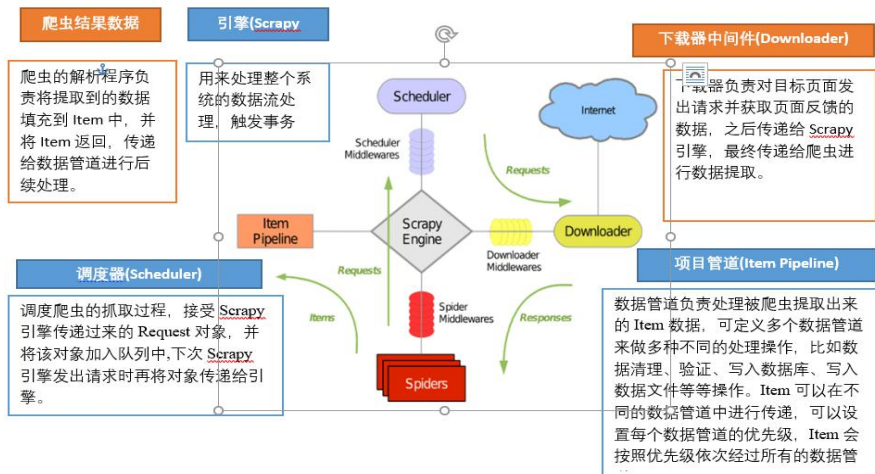 爬虫结果数据
爬虫的解析程序负
责将提取到的数据
填充到 Item 中，并
将 Item 返回，传递
给数据管道进行后
续处理。
引擎(Scrapy
用来处理整个系
统的数据流处
理，触发事务
下载器中间件(Downloader)
下载器负责对目标页面发
出请求并获取页面反馈的
数据，之后传递给 Scrapy
引擎，最终传递给爬虫进
行数据提取。
Scheduler
Internet
Scheduler
Middlewares
Requests
Item
Pipeline
Scrapy
Engine
Downloader
Middlewares
Downloader
Requests
Items
Spider
Middlewares
Responses
Spiders
调度器(Scheduler)
调度爬虫的抓取过程，接受 Scrapy
引擎传递过来的 Request 对象，并
将该对象加入队列中,下次 Scrapy
引擎发出请求时再将对象传递给引
擎。
项目管道(Item Pipeline)
数据管道负责处理被爬虫提取出来
的 Item 数据，可定义多个数据管道
来做多种不同的处理操作，比如数
据清理、验证、写入数据库、写入
数据文件等等操作。Item 可以在不
同的数据管道中进行传递，可以设
置每个数据管道的优先级，Item 会
按照优先级依次经过所有的数据管